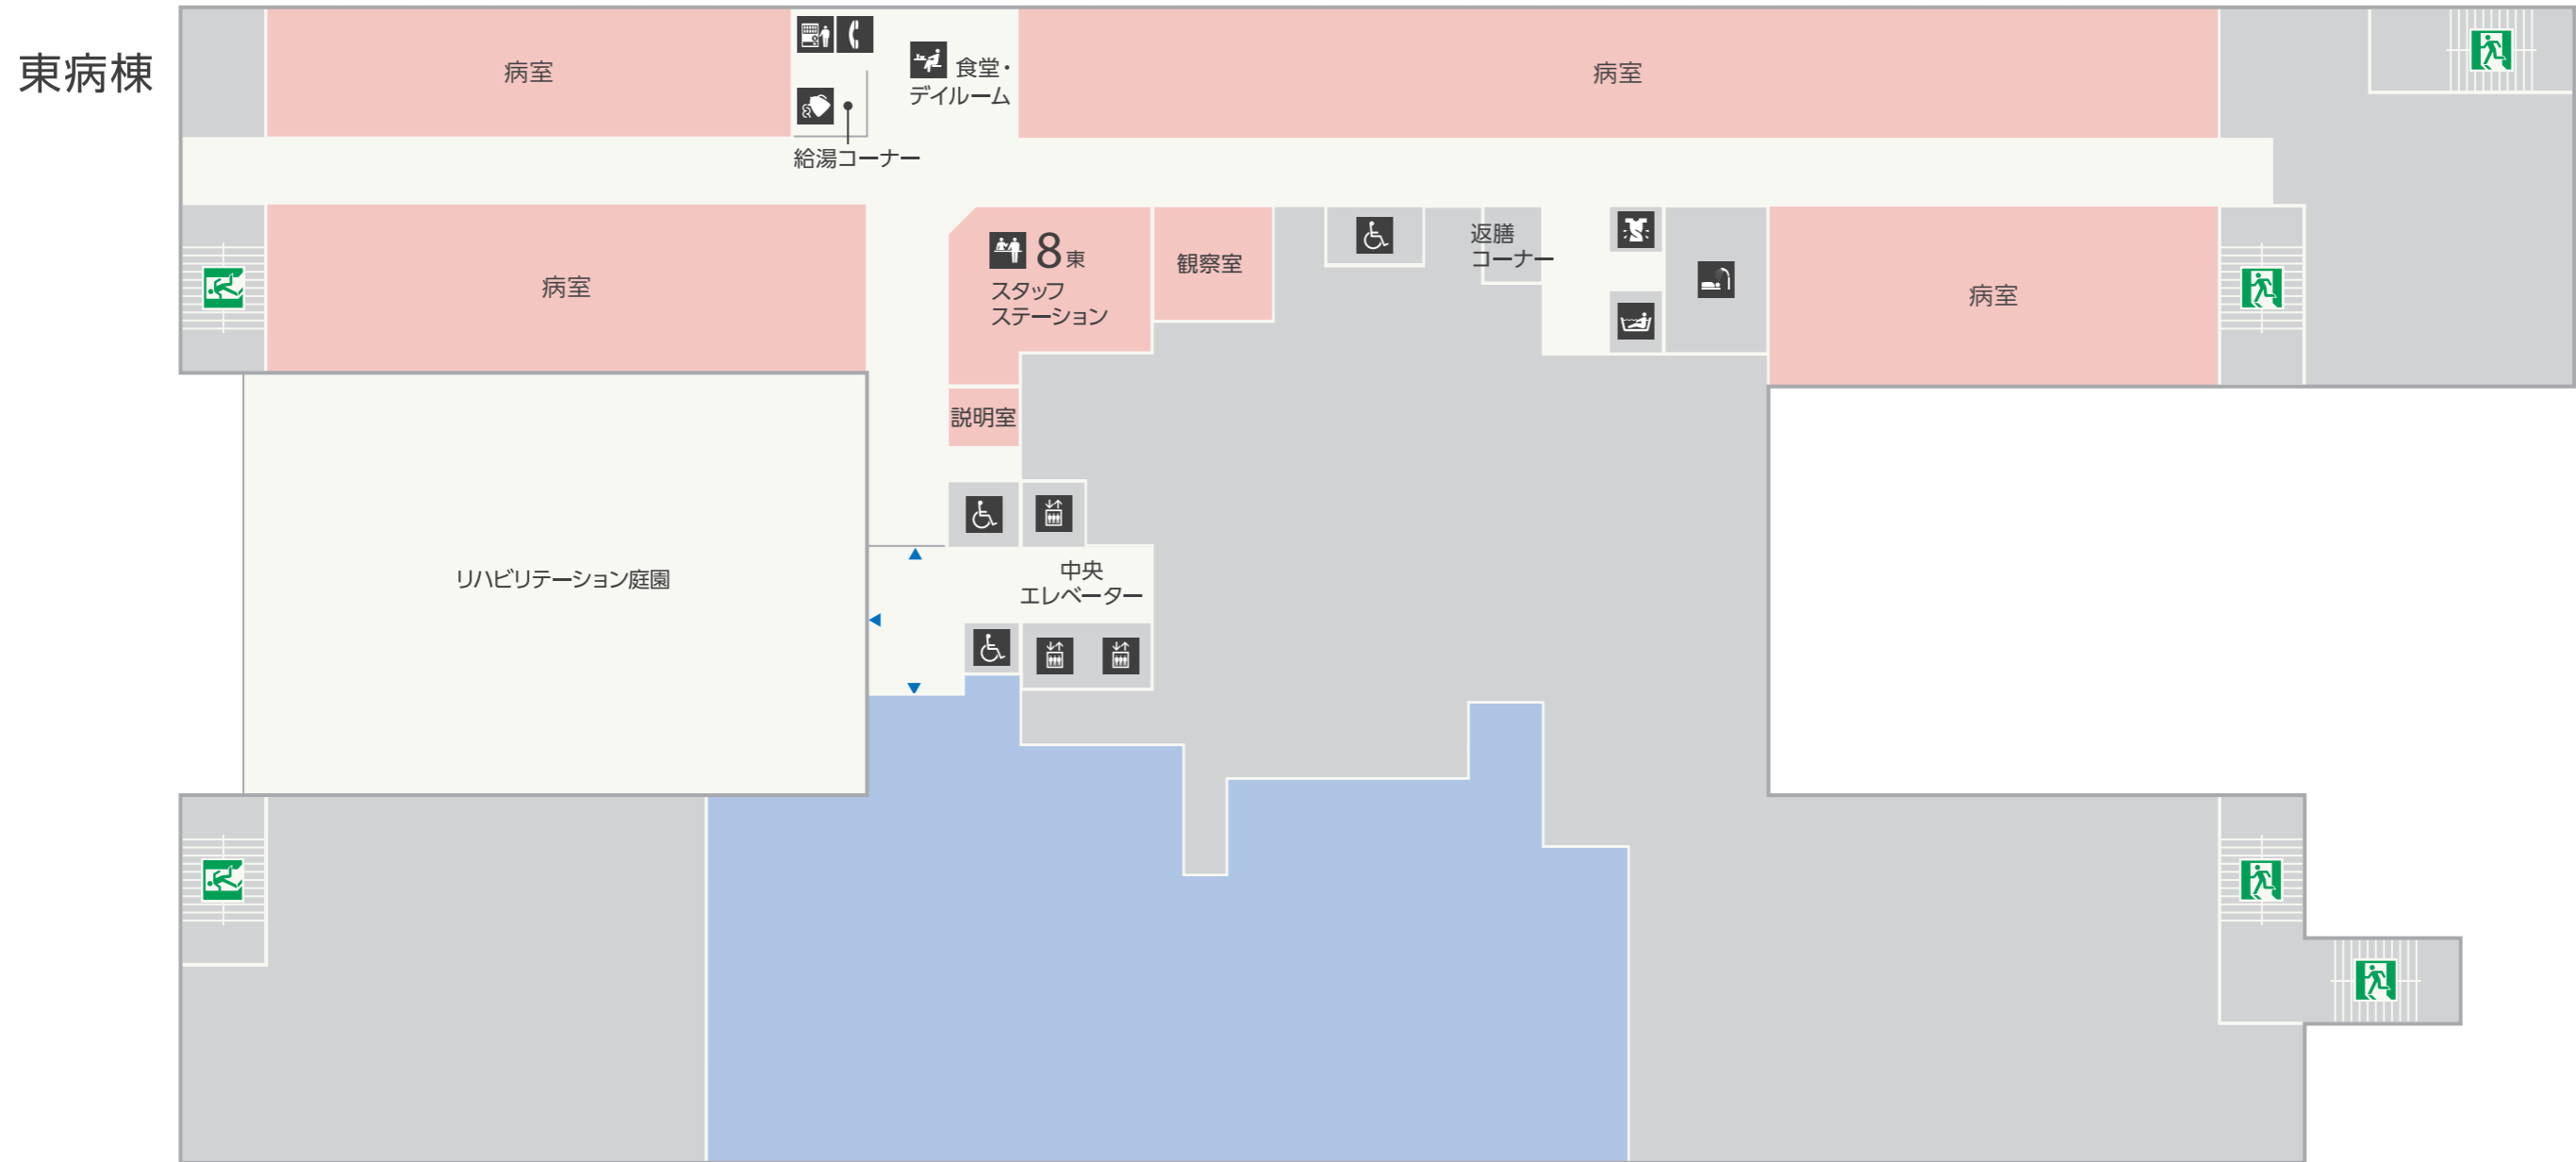 東病棟
病室
食堂・
デイルーム
病室
給湯コーナー
病室
8東
スタッフ
ステーション
観察室
返膳
コーナー
病室
説明室
リハビリテーション庭園
中央
エレベーター